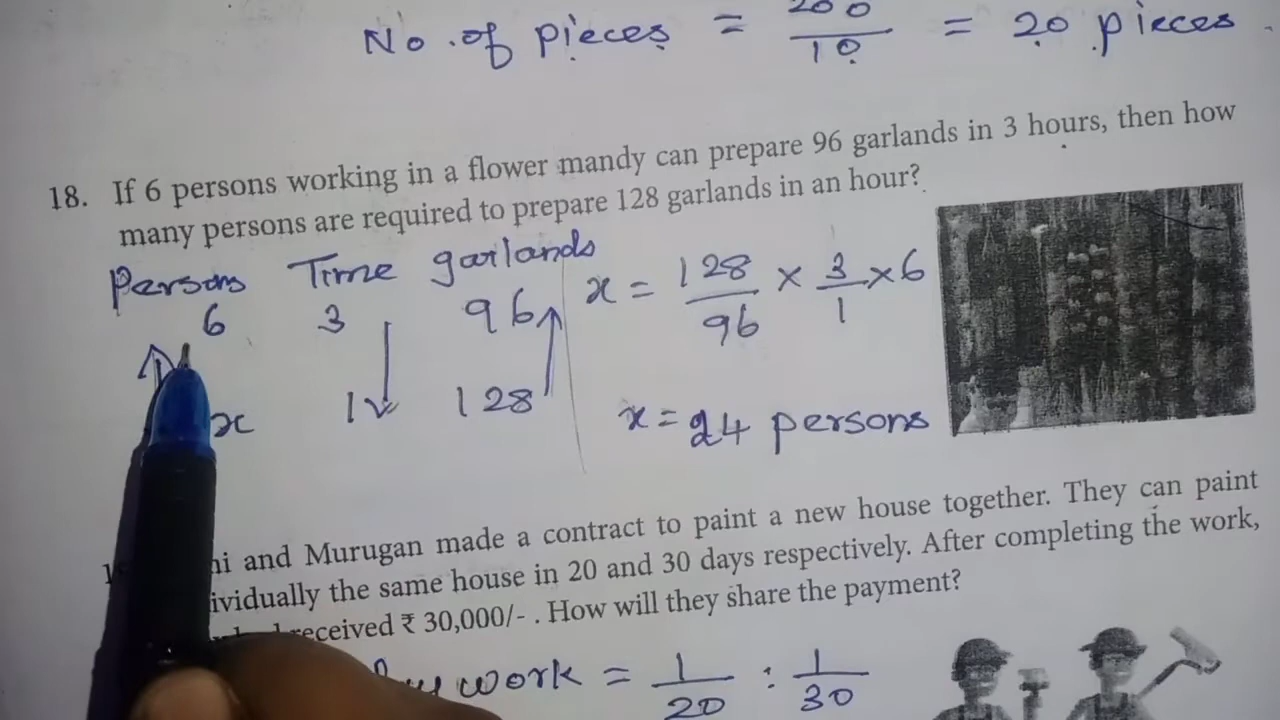 No. of pieces = 200/10 = 20 pieces.
18. If 6 persons working in a flower mandy can prepare 96 garlands in 3 hours, then how
many persons are required to prepare 128 garlands in an hour?
Persons Time garlands
6 3 96
x 1 128
x = 128/96 × 3/1 × 6
x = 24 persons
and Murugan made a contract to paint a new house together. They can paint
the same house in 20 and 30 days respectively. After completing the work,
received ₹ 30,000/- . How will they share the payment?
work = 1/20 : 1/30